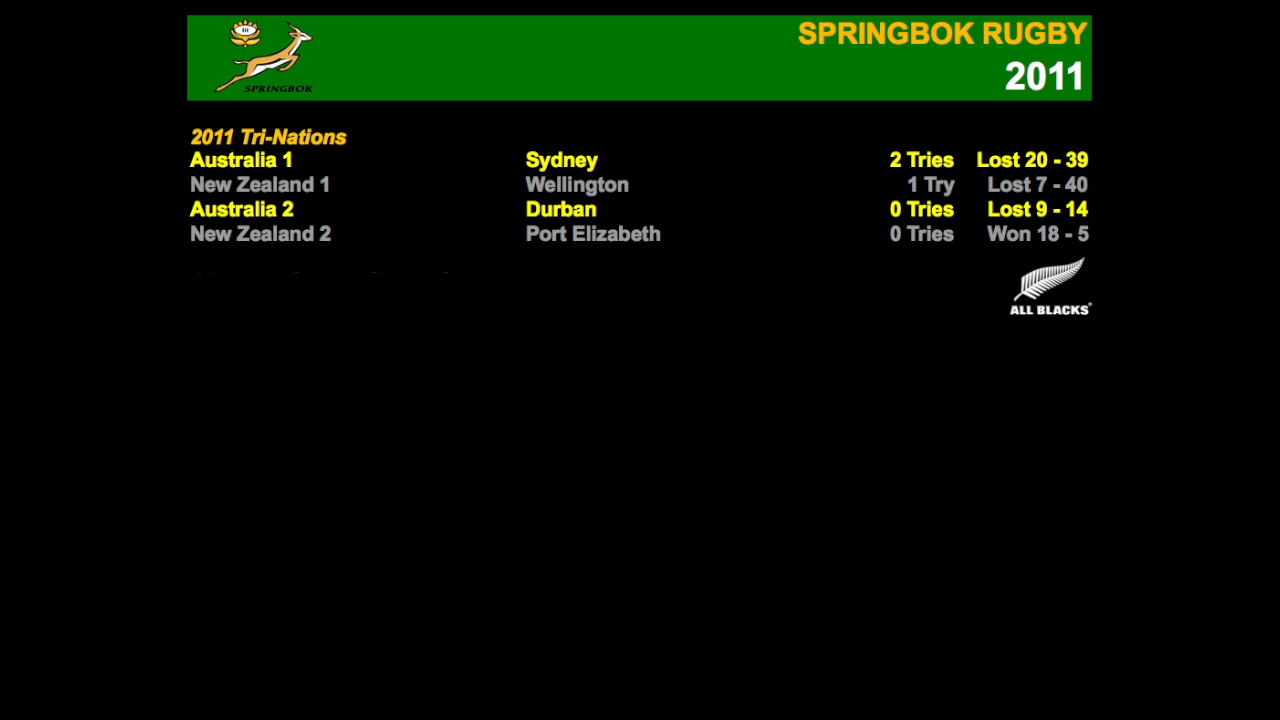 SPRINGBOK RUGBY
2011
SPRINGBOK
2011 Tri-Nations
Australia 1 Sydney 2 Tries Lost 20 - 39
New Zealand 1 Wellington 1 Try Lost 7 - 40
Australia 2 Durban 0 Tries Lost 9 - 14
New Zealand 2 Port Elizabeth 0 Tries Won 18 - 5
ALL BLACKS®